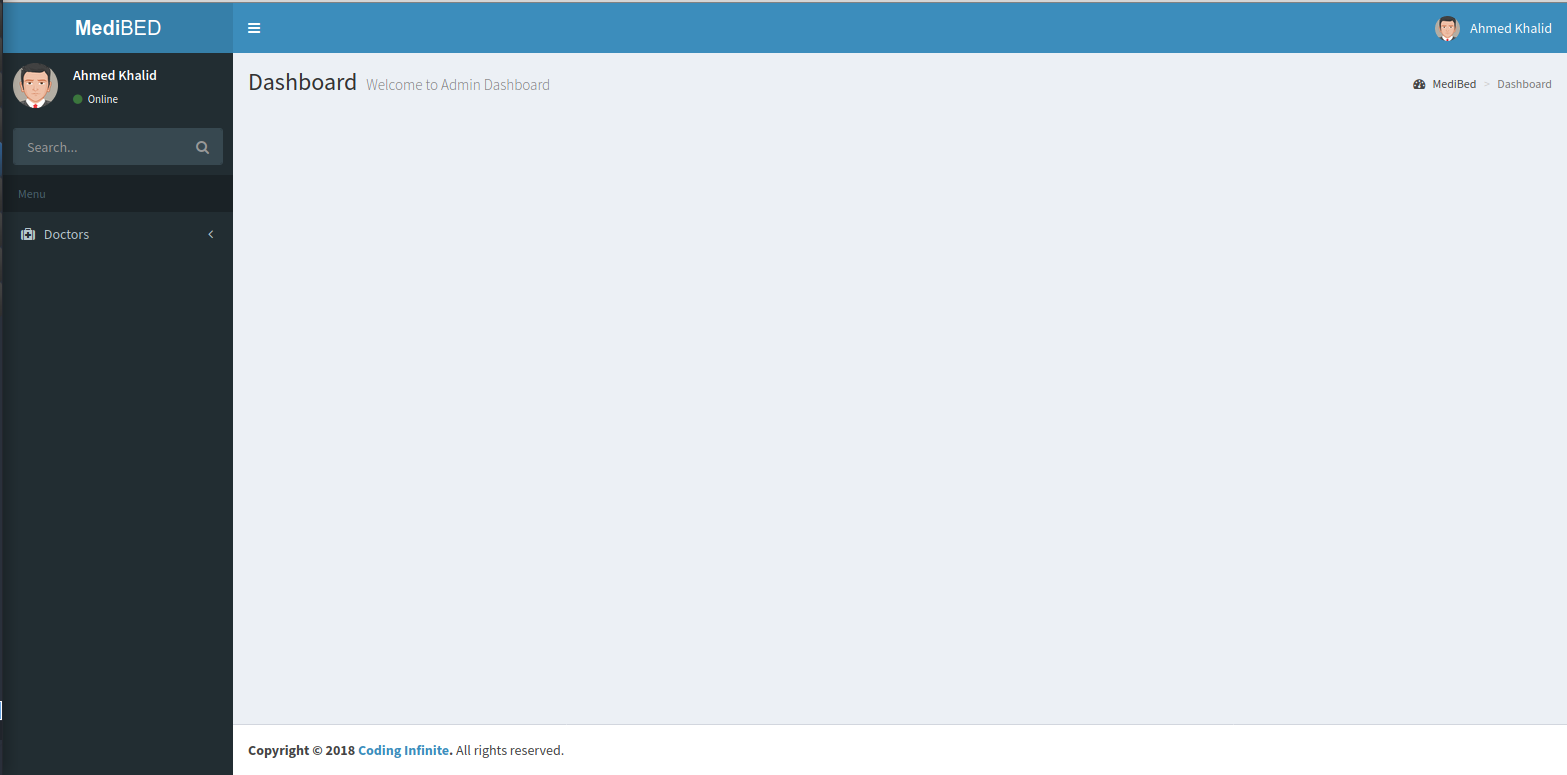 MediBED
Ahmed Khalid
Ahmed Khalid
Online
Search...
Menu
Doctors
Dashboard Welcome to Admin Dashboard
MediBed > Dashboard
Copyright © 2018 Coding Infinite. All rights reserved.